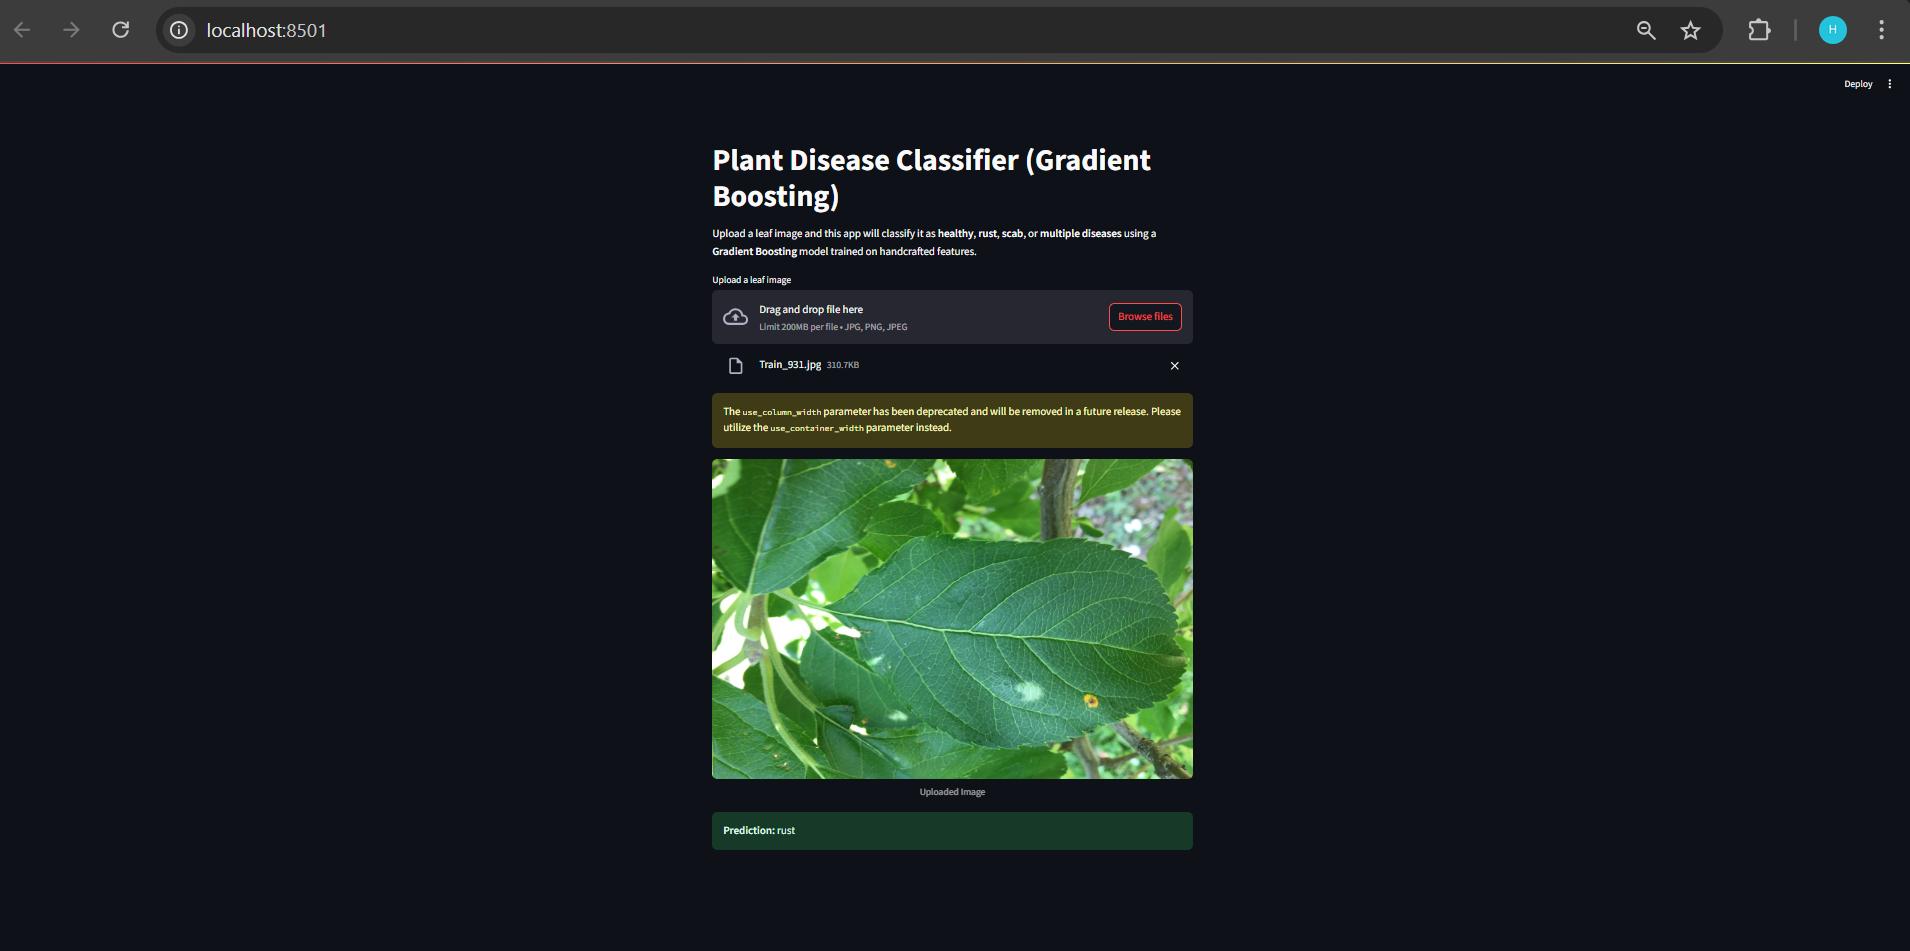 localhost:8501
H
Deploy
Plant Disease Classifier (Gradient
Boosting)
Upload a leaf image and this app will classify it as healthy, rust, scab, or multiple diseases using a
Gradient Boosting model trained on handcrafted features.
Upload a leaf image
Drag and drop file here
Limit 200MB per file • JPG, PNG, JPEG
Browse files
Train_931.jpg 310.7KB
The use_column_width parameter has been deprecated and will be removed in a future release. Please
utilize the use_container_width parameter instead.
Uploaded Image
Prediction: rust